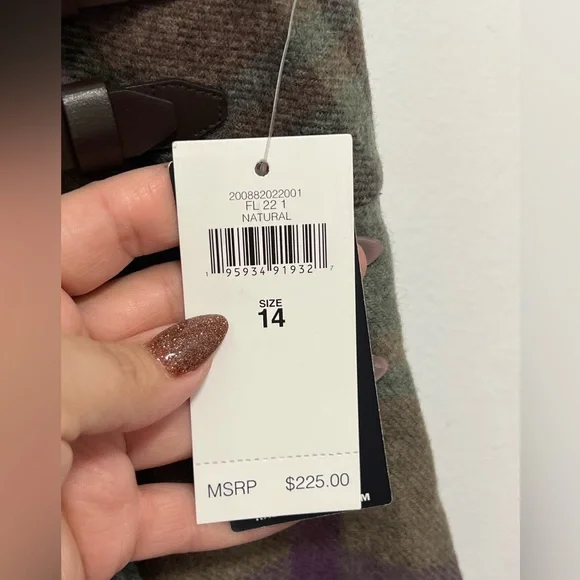 200882022001
FL 22 1
NATURAL
1 95934 91932 7
SIZE
14
MSRP $225.00